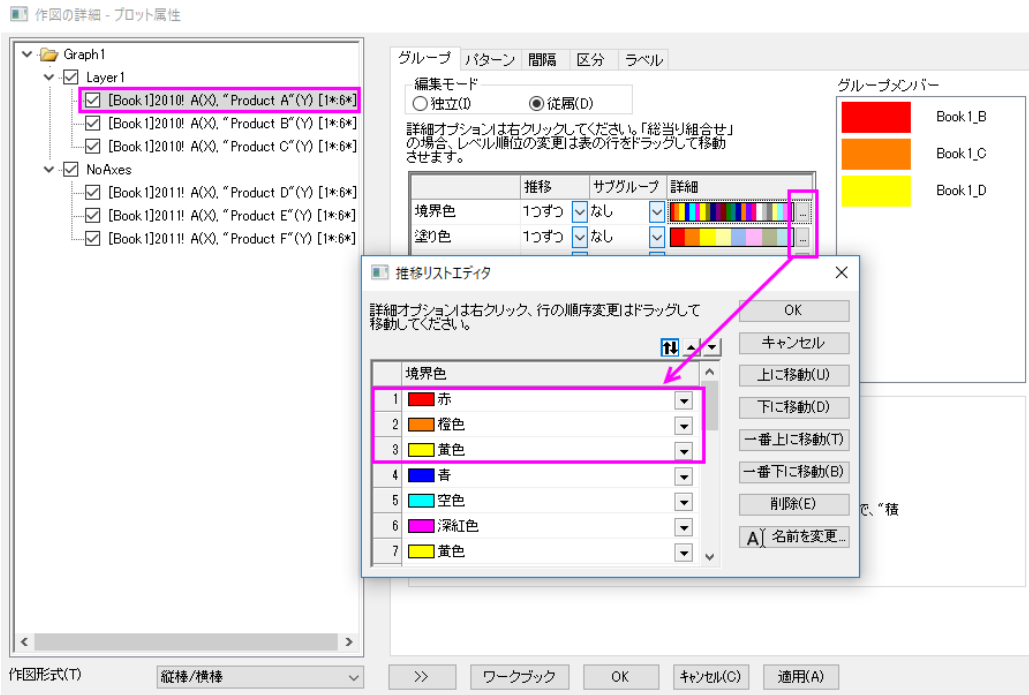 作図の詳細 - プロット属性
Graph1
Layer1
[Book1]2010! A(X), "Product A"(Y) [1*:6*]
[Book1]2010! A(X), "Product B"(Y) [1*:6*]
[Book1]2010! A(X), "Product C"(Y) [1*:6*]
NoAxes
[Book1]2011! A(X), "Product D"(Y) [1*:6*]
[Book1]2011! A(X), "Product E"(Y) [1*:6*]
[Book1]2011! A(X), "Product F"(Y) [1*:6*]
作図形式(T)
縦棒/横棒
グループ パターン 間隔 区分 ラベル
編集モード
独立(I) 従属(D)
詳細オプションは右クリックしてください。「総当り組合せ」
の場合、レベル順位の変更は表の行をドラッグして移動
させます。
推移 サブグループ 詳細
境界色 1つずつ なし ...
塗り色 1つずつ なし ...
グループメンバー
Book1_B
Book1_C
Book1_D
推移リストエディタ
詳細オプションは右クリック、行の順序変更はドラッグして
移動してください。
境界色
1 赤
2 橙色
3 黄色
4 青
5 空色
6 深紅色
7 黄色
OK
キャンセル
上に移動(U)
下に移動(D)
一番上に移動(T)
一番下に移動(B)
削除(E)
A 名前を変更...
で、"積
>> ワークブック OK キャンセル(C) 適用(A)